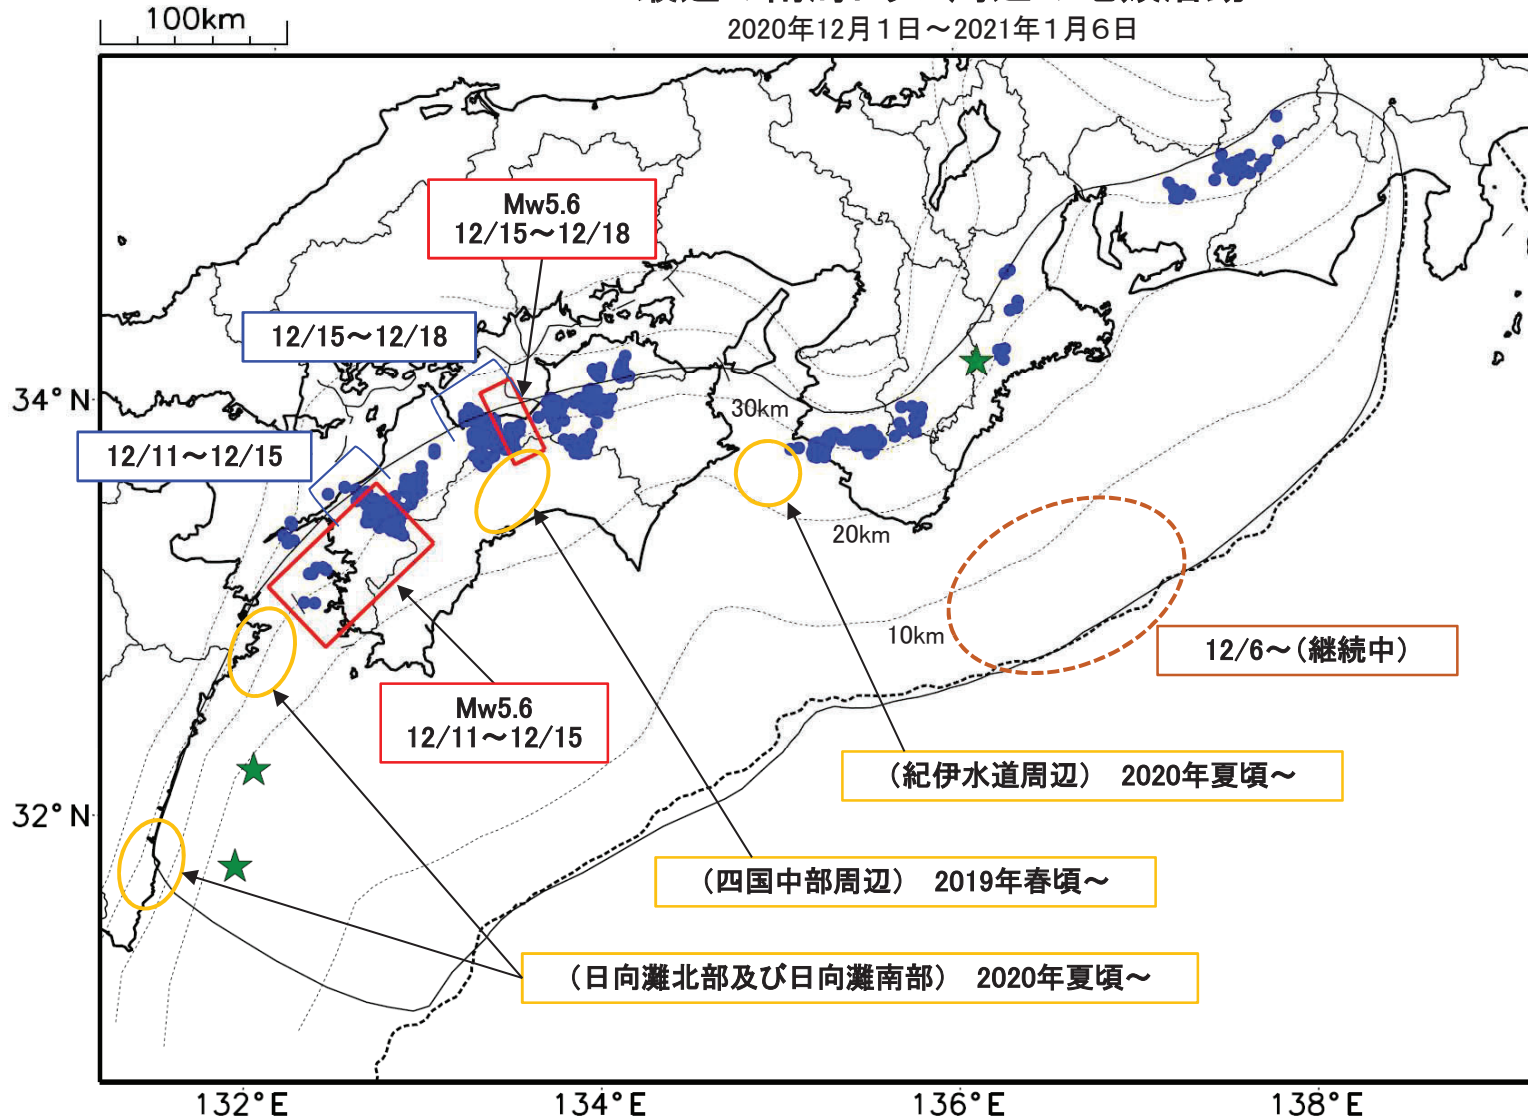 100km
2020年12月1日～2021年1月6日
Mw5.6
12/15～12/18
12/15～12/18
34°N
30km
12/11～12/15
20km
10km
12/6～(継続中)
Mw5.6
12/11～12/15
(紀伊水道周辺) 2020年夏頃～
32°N
(四国中部周辺) 2019年春頃～
(日向灘北部及び日向灘南部) 2020年夏頃～
132°E
134°E
136°E
138°E